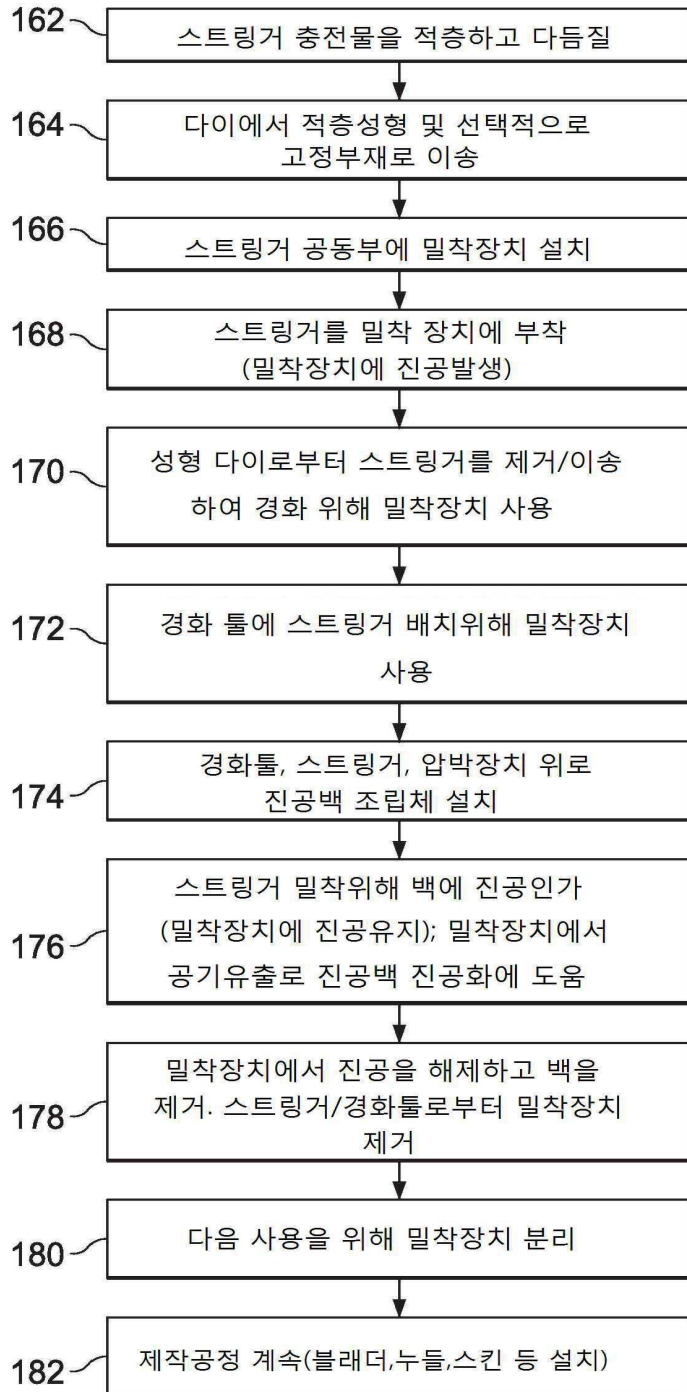 162
스트링거 충전물을 적층하고 다듬질
164
다이에서 적층성형 및 선택적으로
고정부재로 이송
166
스트링거 공동부에 밀착장치 설치
168
스트링거를 밀착 장치에 부착
(밀착장치에 진공발생)
170
성형 다이로부터 스트링거를 제거/이송
하여 경화 위해 밀착장치 사용
172
경화 툴에 스트링거 배치위해 밀착장치
사용
174
경화툴, 스트링거, 압박장치 위로
진공백 조립체 설치
176
스트링거 밀착위해 백에 진공인가
(밀착장치에 진공유지); 밀착장치에서
공기유출로 진공백 진공화에 도움
178
밀착장치에서 진공을 해제하고 백을
제거. 스트링거/경화툴로부터 밀착장치
제거
180
다음 사용을 위해 밀착장치 분리
182
제작공정 계속(블래더,누들,스킨 등 설치)